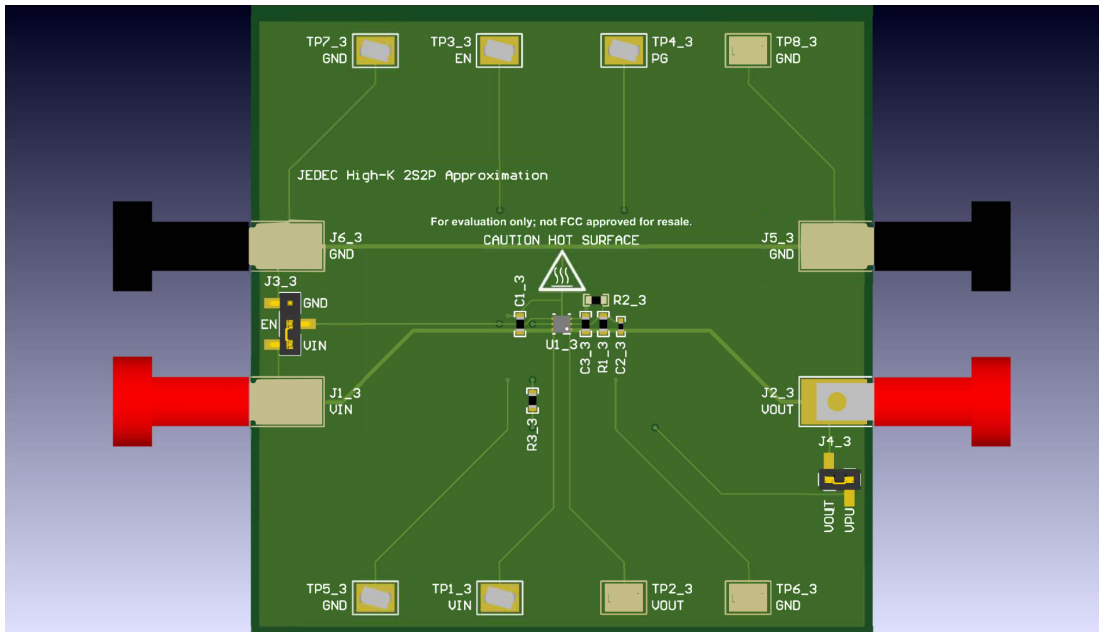 TP7_3
GND
TP3_3
EN
TP4_3
PG
TP8_3
GND
JEDEC High-K 2S2P Approximation
For evaluation only; not FCC approved for resale.
CAUTION HOT SURFACE
J6_3
GND
J5_3
GND
J3_3
GND
EN
VIN
C1_3
R2_3
U1_3
C3_3
R1_3
C2_3
J1_3
VIN
R3_3
J2_3
VOUT
J4_3
VOUT
VPU
TP5_3
GND
TP1_3
VIN
TP2_3
VOUT
TP6_3
GND